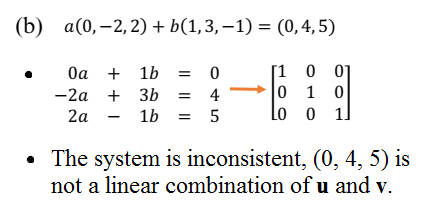 (b) a(0, −2, 2) + b(1, 3, −1) = (0, 4, 5)
• 0a + 1b = 0
−2a + 3b = 4
2a − 1b = 5
[1 0 0]
[0 1 0]
[0 0 1]
• The system is inconsistent, (0, 4, 5) is
not a linear combination of u and v.